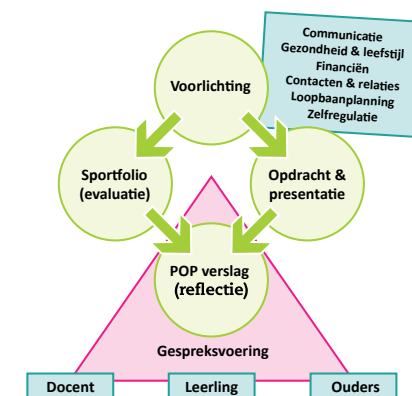 Communicatie
Gezondheid & leefstijl
Financiën
Contacten & relaties
Loopbaanplanning
Zelfregulatie
Voorlichting
Sportfolio
(evaluatie)
Opdracht &
presentatie
POP verslag
(reflectie)
Gespreksvoering
Docent
Leerling
Ouders